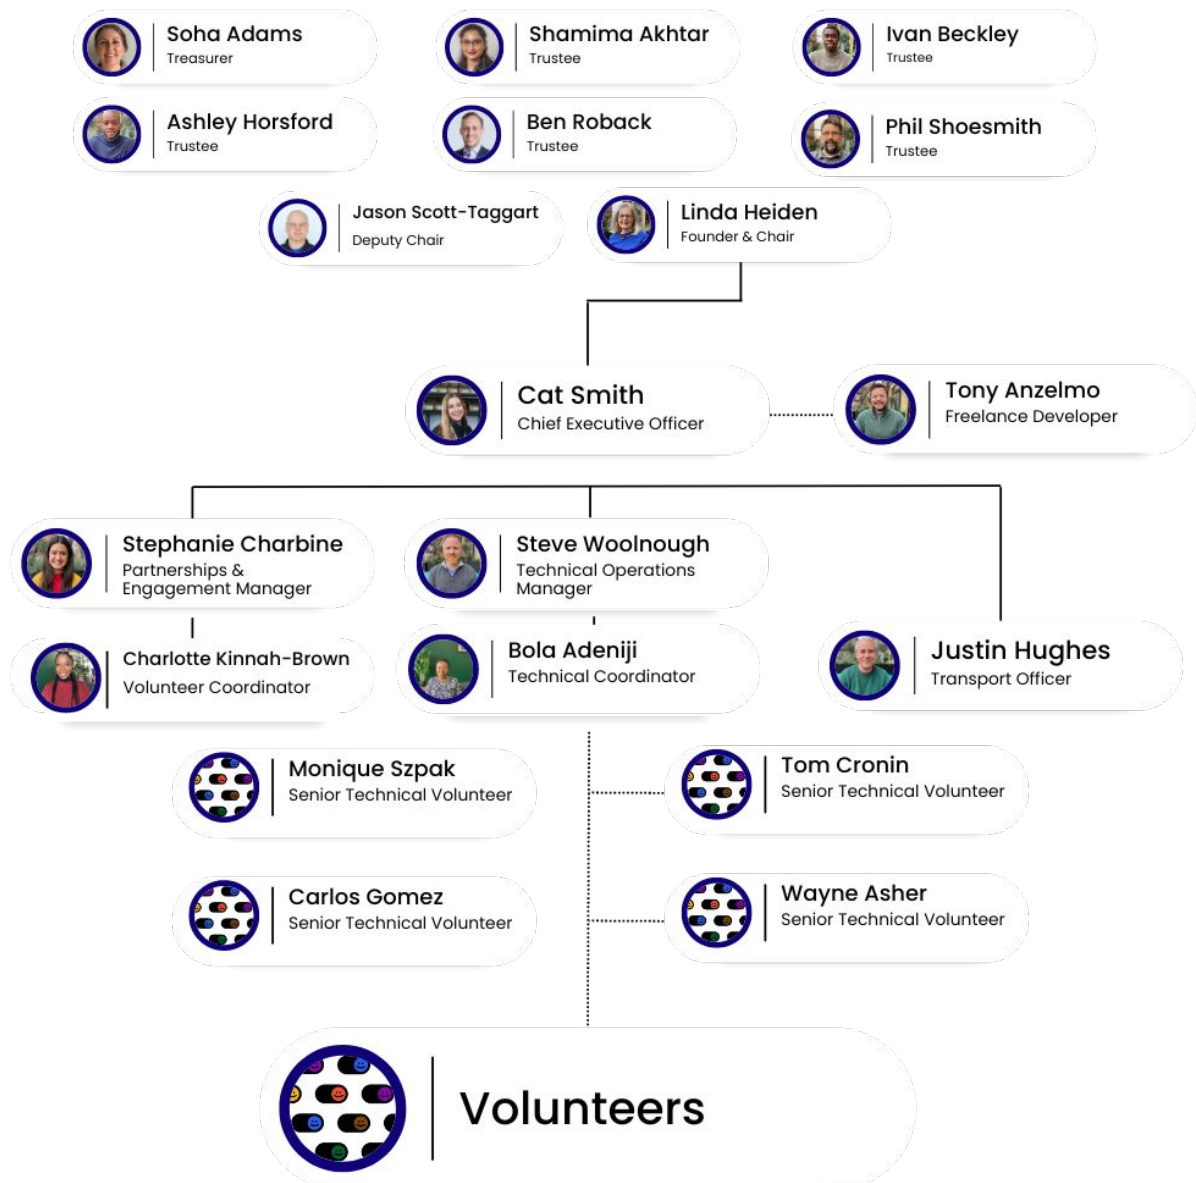 Soha Adams
Treasurer
Shamima Akhtar
Trustee
Ivan Beckley
Trustee
Ashley Horsford
Trustee
Ben Roback
Trustee
Phil Shoesmith
Trustee
Jason Scott-Taggart
Deputy Chair
Linda Heiden
Founder & Chair
Cat Smith
Chief Executive Officer
Tony Anzelmo
Freelance Developer
Stephanie Charbine
Partnerships &
Engagement Manager
Steve Woolnough
Technical Operations
Manager
Charlotte Kinnah-Brown
Volunteer Coordinator
Bola Adeniji
Technical Coordinator
Justin Hughes
Transport Officer
Monique Szpak
Senior Technical Volunteer
Tom Cronin
Senior Technical Volunteer
Carlos Gomez
Senior Technical Volunteer
Wayne Asher
Senior Technical Volunteer
Volunteers